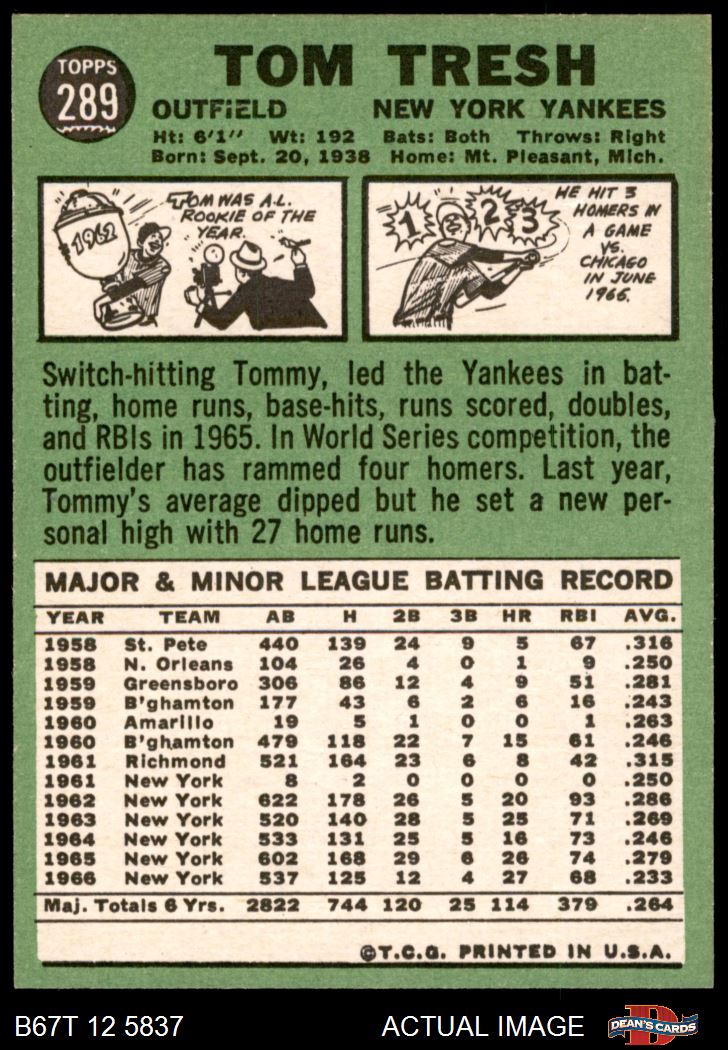 TOPPS
289
TOM TRESH
OUTFIELD NEW YORK YANKEES
Ht: 6'1" Wt: 192 Bats: Both Throws: Right
Born: Sept. 20, 1938 Home: Mt. Pleasant, Mich.
1962
TOM WAS A.L.
ROOKIE OF THE
YEAR.
1 2 3
HE HIT 3
HOMERS IN
A GAME
VS.
CHICAGO
IN JUNE
1965.
Switch-hitting Tommy, led the Yankees in bat-
ting, home runs, base-hits, runs scored, doubles,
and RBIs in 1965. In World Series competition, the
outfielder has rammed four homers. Last year,
Tommy's average dipped but he set a new per-
sonal high with 27 home runs.
MAJOR & MINOR LEAGUE BATTING RECORD
YEAR TEAM AB H 2B 3B HR RBI AVG.
1958 St. Pete 440 139 24 9 5 67 .316
1958 N. Orleans 104 26 4 0 1 9 .250
1959 Greensboro 306 86 12 4 9 51 .281
1959 B'ghamton 177 43 6 2 6 16 .243
1960 Amarillo 19 5 1 0 0 1 .263
1960 B'ghamton 479 118 22 7 15 61 .246
1961 Richmond 521 164 23 6 8 42 .315
1961 New York 8 2 0 0 0 0 .250
1962 New York 622 178 26 5 20 93 .286
1963 New York 520 140 28 5 25 71 .269
1964 New York 533 131 25 5 16 73 .246
1965 New York 602 168 29 6 26 74 .279
1966 New York 537 125 12 4 27 68 .233
Maj. Totals 6 Yrs. 2822 744 120 25 114 379 .264
©T.C.G. PRINTED IN U.S.A.
B67T 12 5837 ACTUAL IMAGE
DEAN'S CARDS